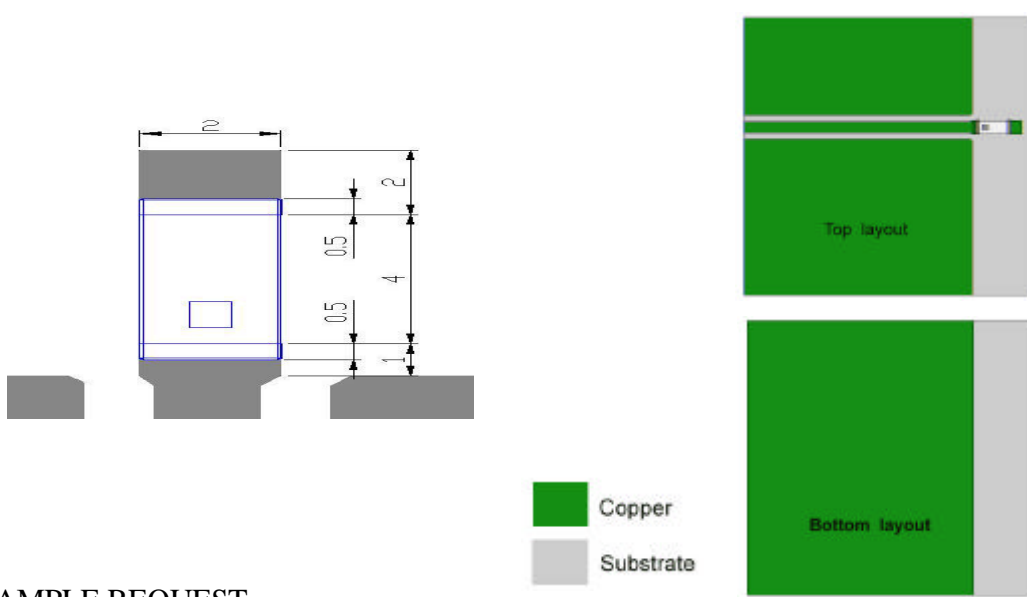 2
2
0.5
4
0.5
1
Top layout
Bottom layout
Copper
Substrate
AMPLE REQUEST